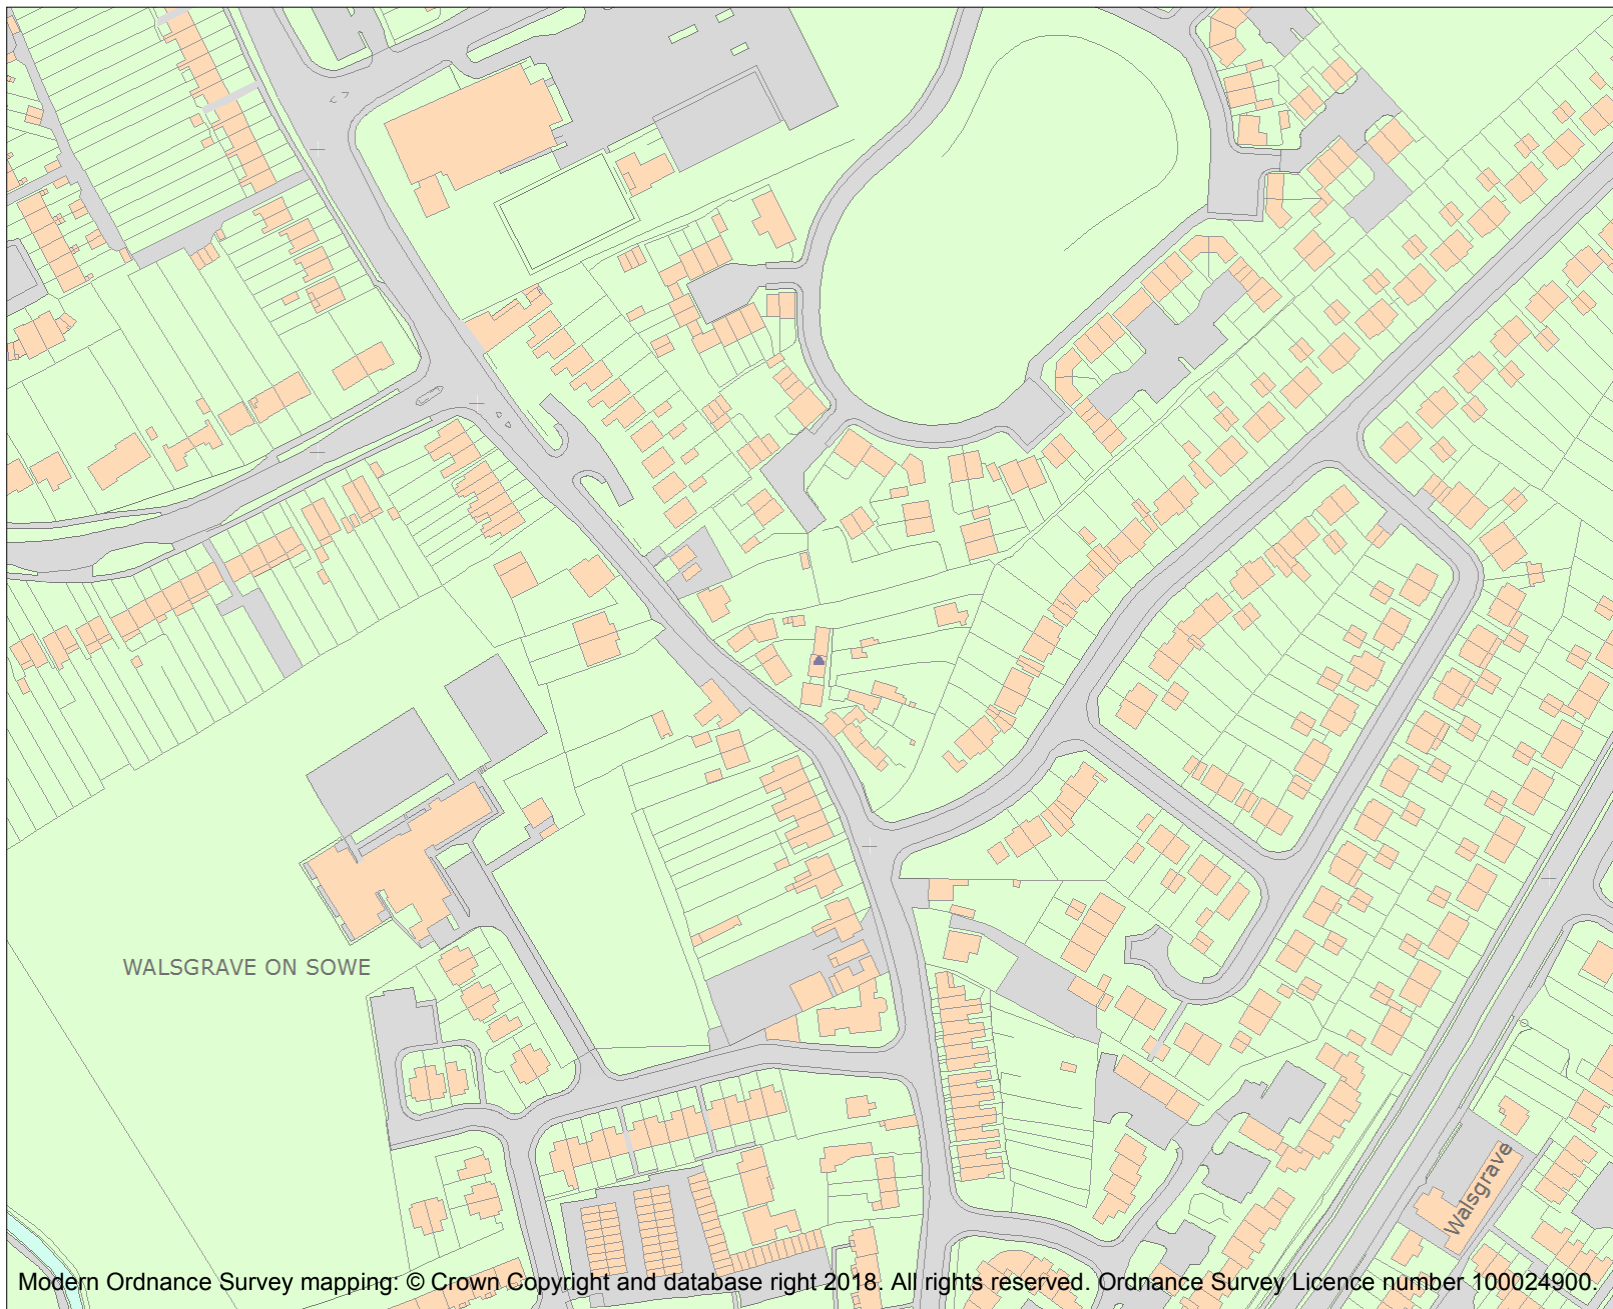 WALSGRAVE ON SOWE
Walsgrave
Modern Ordnance Survey mapping: © Crown Copyright and database right 2018. All rights reserved. Ordnance Survey Licence number 100024900.